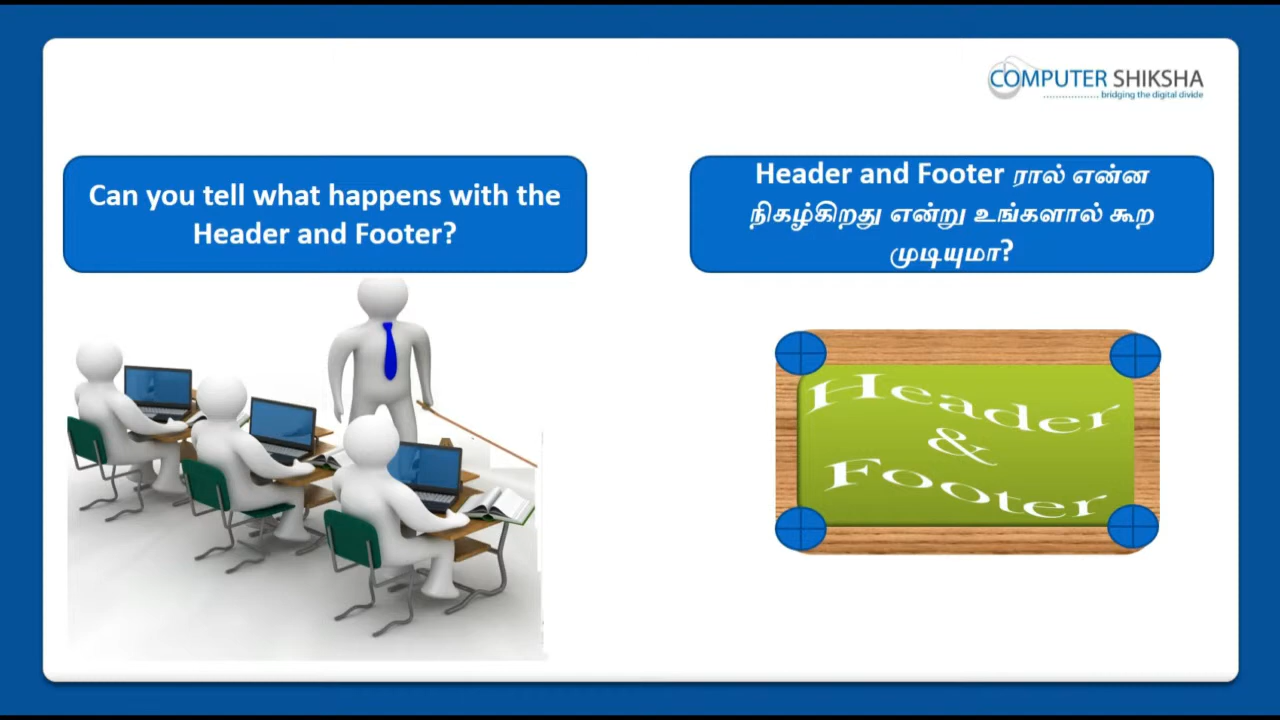 COMPUTER SHIKSHA
bridging the digital divide
Can you tell what happens with the
Header and Footer?
Header and Footer ரால் என்ன
நிகழ்கிறது என்று உங்களால் கூற
முடியுமா?
Header
&
Footer